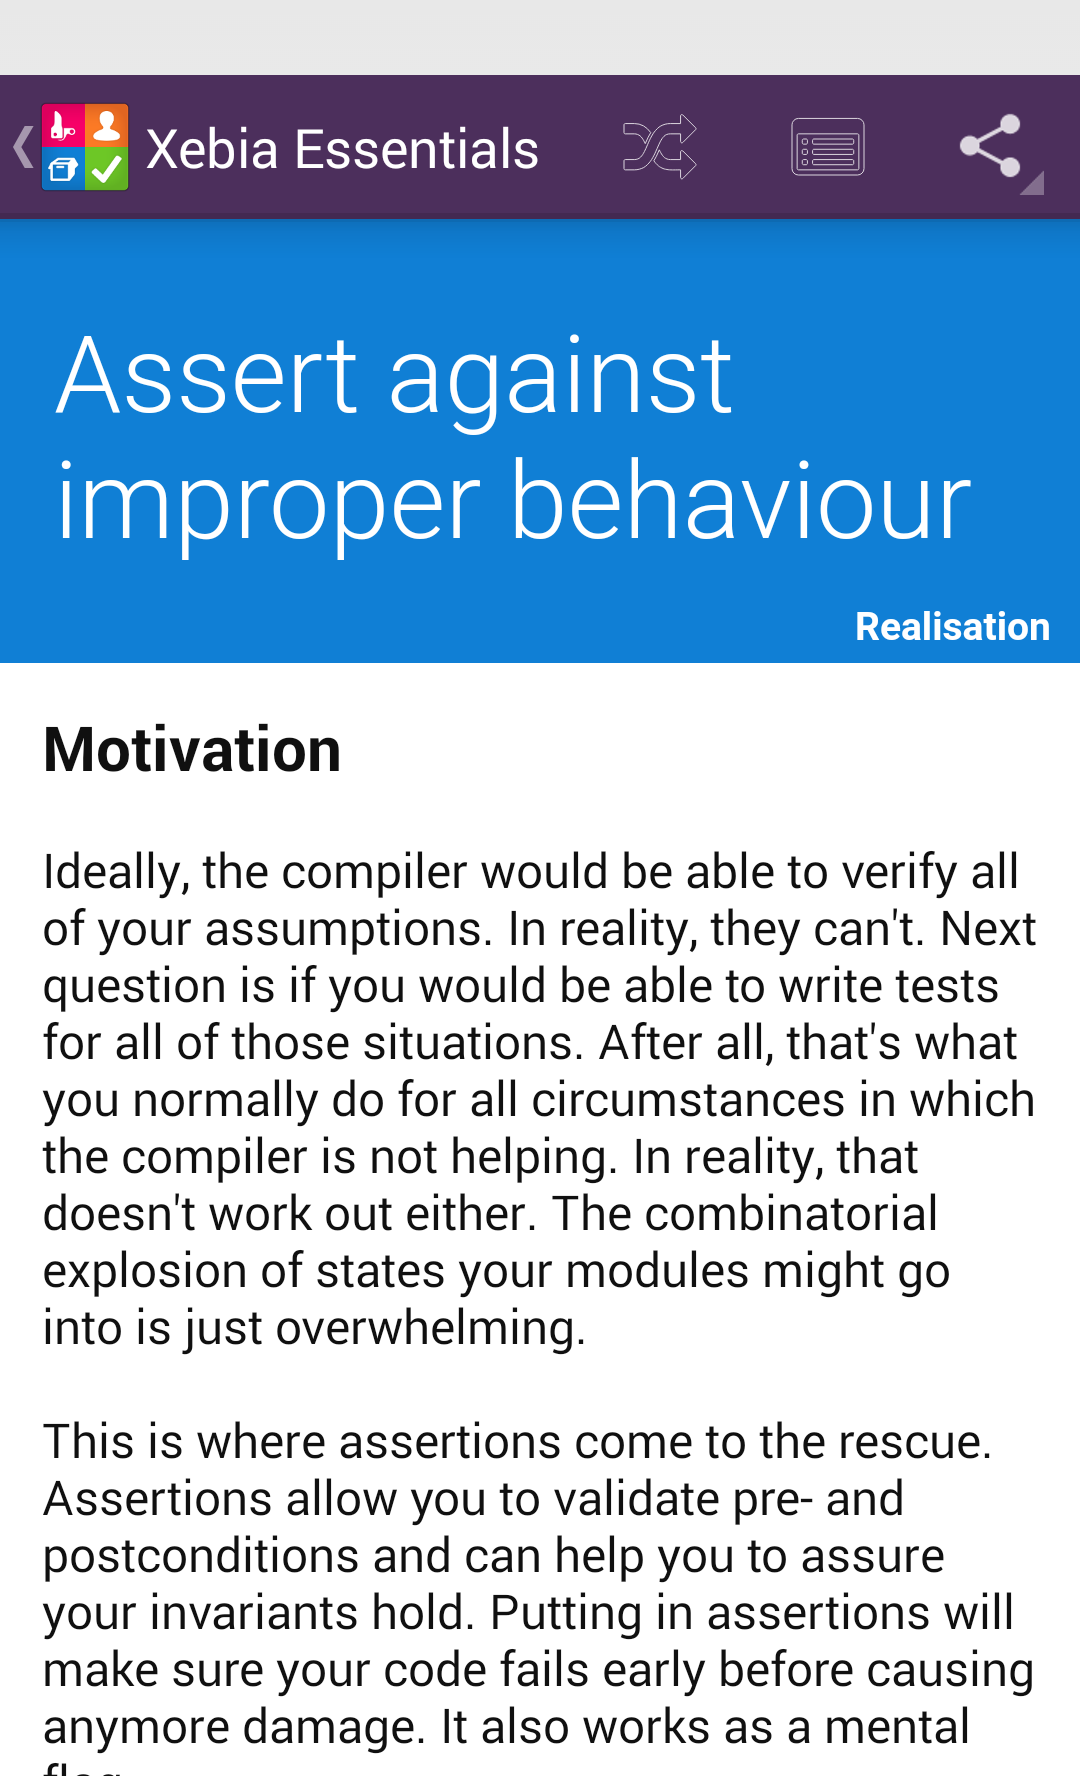 Xebia Essentials
Assert against
improper behaviour
Realisation
Motivation
Ideally, the compiler would be able to verify all
of your assumptions. In reality, they can't. Next
question is if you would be able to write tests
for all of those situations. After all, that's what
you normally do for all circumstances in which
the compiler is not helping. In reality, that
doesn't work out either. The combinatorial
explosion of states your modules might go
into is just overwhelming.
This is where assertions come to the rescue.
Assertions allow you to validate pre- and
postconditions and can help you to assure
your invariants hold. Putting in assertions will
make sure your code fails early before causing
anymore damage. It also works as a mental